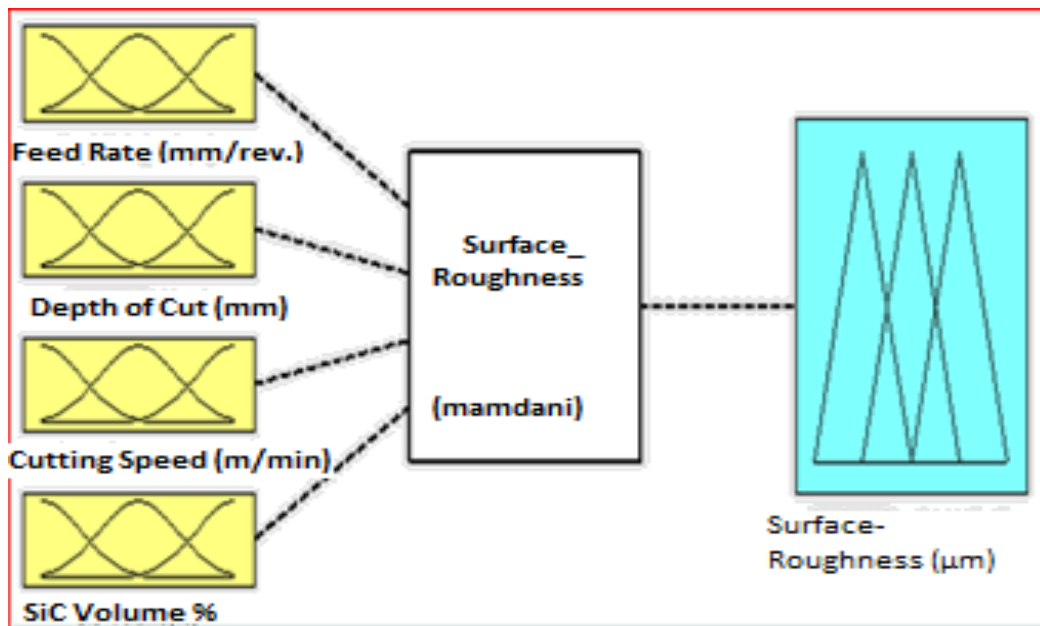 Feed Rate (mm/rev.)
Depth of Cut (mm)
Cutting Speed (m/min)
SiC Volume %
Surface_
Roughness
(mamdani)
Surface-
Roughness (μm)